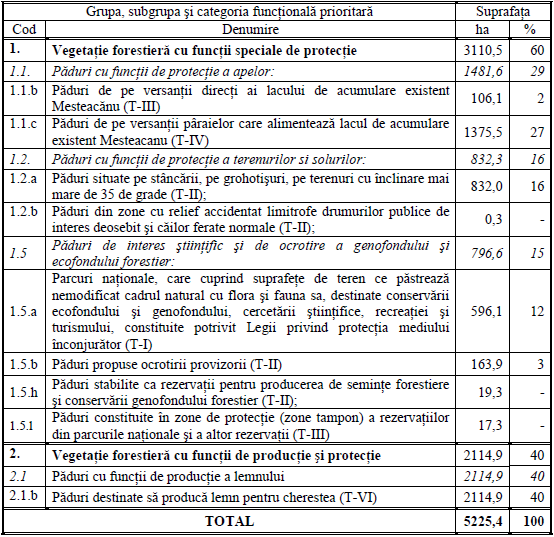 Grupa, subgrupa şi categoria funcţională prioritară Suprafaţa
Cod Denumire ha %
1. Vegetaţie forestieră cu funcţii speciale de protecţie 3110,5 60
1.1. Păduri cu funcţii de protecţie a apelor: 1481,6 29
1.1.b Păduri de pe versanţii direcţi ai lacului de acumulare existent
Mesteacănu (T-III) 106,1 2
1.1.c Păduri de pe versanţii pâraielor care alimentează lacul de acumulare
existent Mesteacanu (T-IV) 1375,5 27
1.2. Păduri cu funcţii de protecţie a terenurilor si solurilor: 832,3 16
1.2.a Păduri situate pe stâncării, pe grohotişuri, pe terenuri cu înclinare mai
mare de 35 de grade (T-II); 832,0 16
1.2.b Păduri din zone cu relief accidentat limitrofe drumurilor publice de
interes deosebit şi căilor ferate normale (T-II); 0,3 -
1.5 Păduri de interes ştiinţific şi de ocrotire a genofondului şi
ecofondului forestier: 796,6 15
Parcuri naţionale, care cuprind suprafeţe de teren ce păstrează
nemodificat cadrul natural cu flora şi fauna sa, destinate conservării
1.5.a ecofondului şi genofondului, cercetării ştiinţifice, recreaţiei şi 596,1 12
turismului, constituite potrivit Legii privind protecţia mediului
înconjurător (T-I)
1.5.b Păduri propuse ocrotirii provizorii (T-II) 163,9 3
1.5.h Păduri stabilite ca rezervaţii pentru producerea de seminţe forestiere
şi conservării genofondului forestier (T-II); 19,3 -
1.5.l Păduri constituite în zone de protecţie (zone tampon) a rezervaţiilor
din parcurile naţionale şi a altor rezervaţii (T-III) 17,3 -
2. Vegetaţie forestieră cu funcţii de producţie şi protecţie 2114,9 40
2.1 Păduri cu funcţii de producţie a lemnului 2114,9 40
2.1.b Păduri destinate să producă lemn pentru cherestea (T-VI) 2114,9 40
TOTAL 5225,4 100